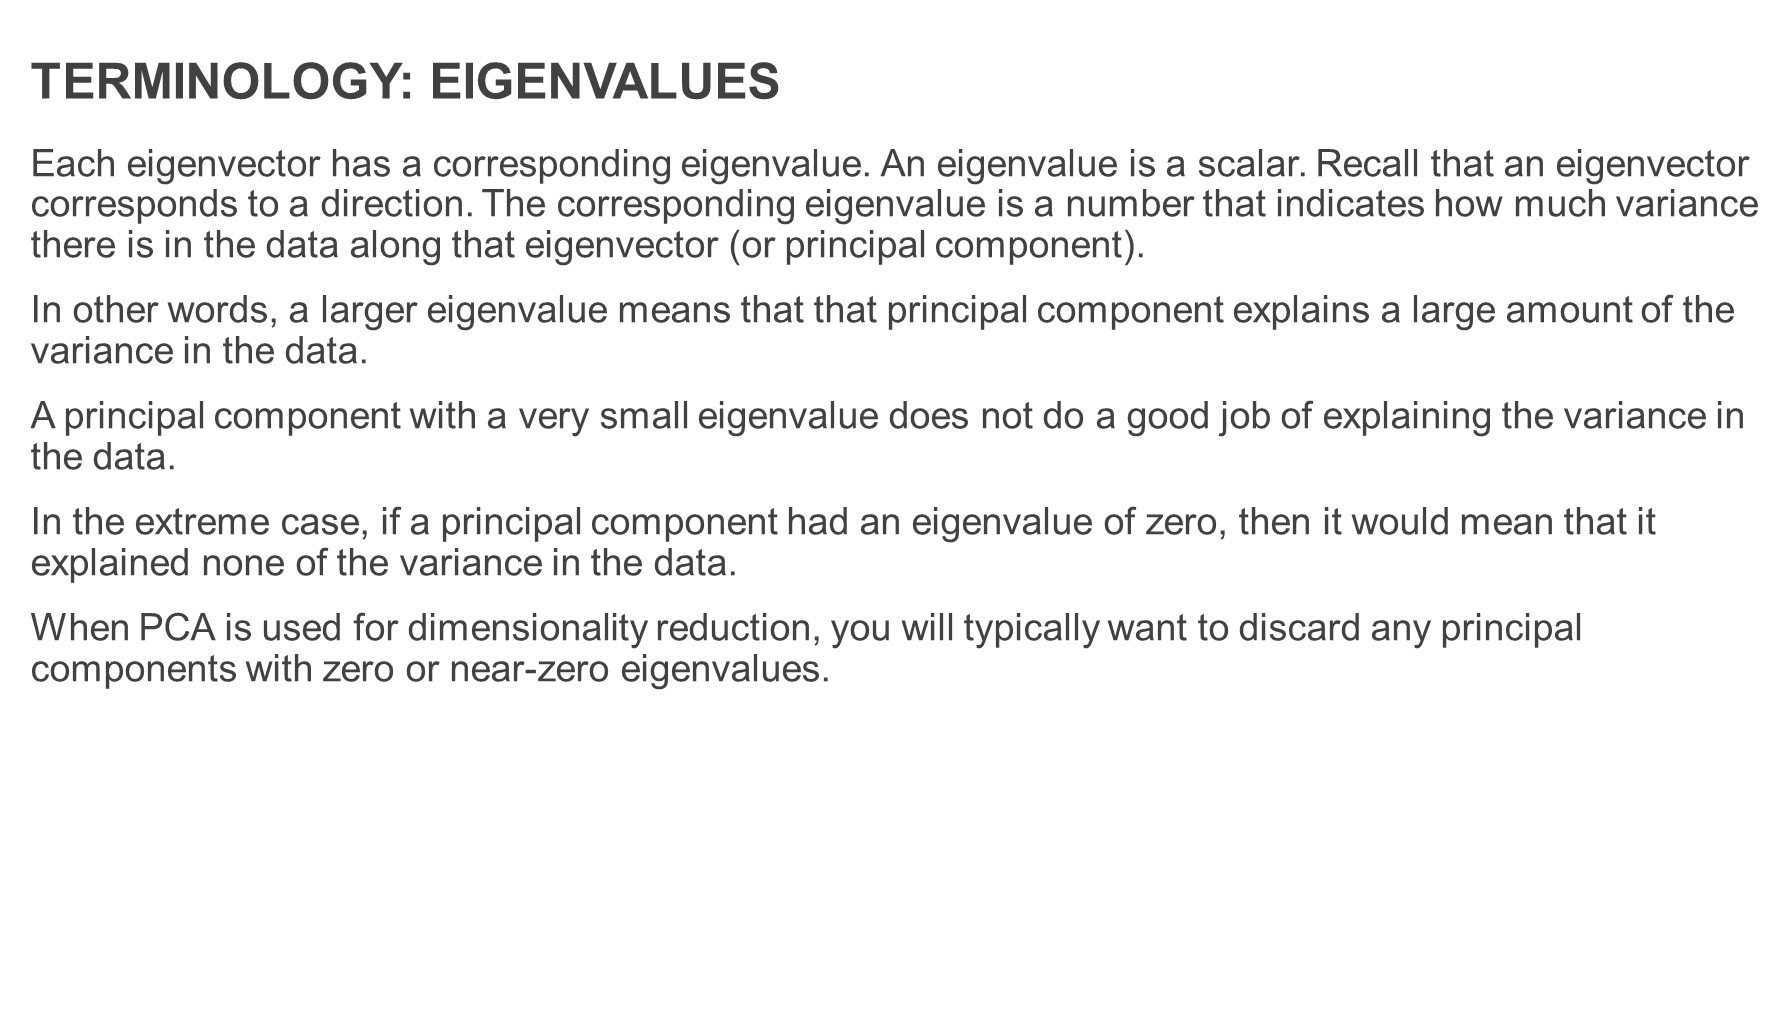 TERMINOLOGY: EIGENVALUES
Each eigenvector has a corresponding eigenvalue. An eigenvalue is a scalar. Recall that an eigenvector
corresponds to a direction. The corresponding eigenvalue is a number that indicates how much variance
there is in the data along that eigenvector (or principal component).
In other words, a larger eigenvalue means that that principal component explains a large amount of the
variance in the data.
A principal component with a very small eigenvalue does not do a good job of explaining the variance in
the data.
In the extreme case, if a principal component had an eigenvalue of zero, then it would mean that it
explained none of the variance in the data.
When PCA is used for dimensionality reduction, you will typically want to discard any principal
components with zero or near-zero eigenvalues.